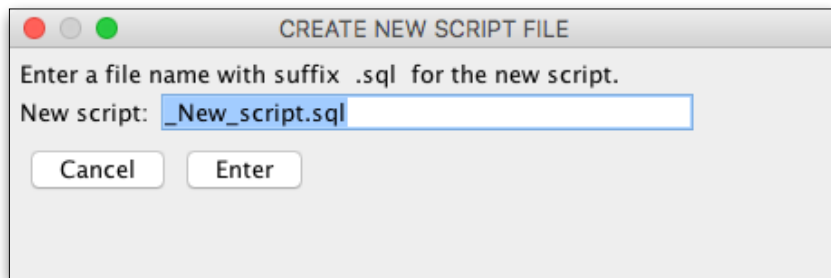 CREATE NEW SCRIPT FILE
Enter a file name with suffix .sql for the new script.
New script: _New_script.sql
Cancel Enter